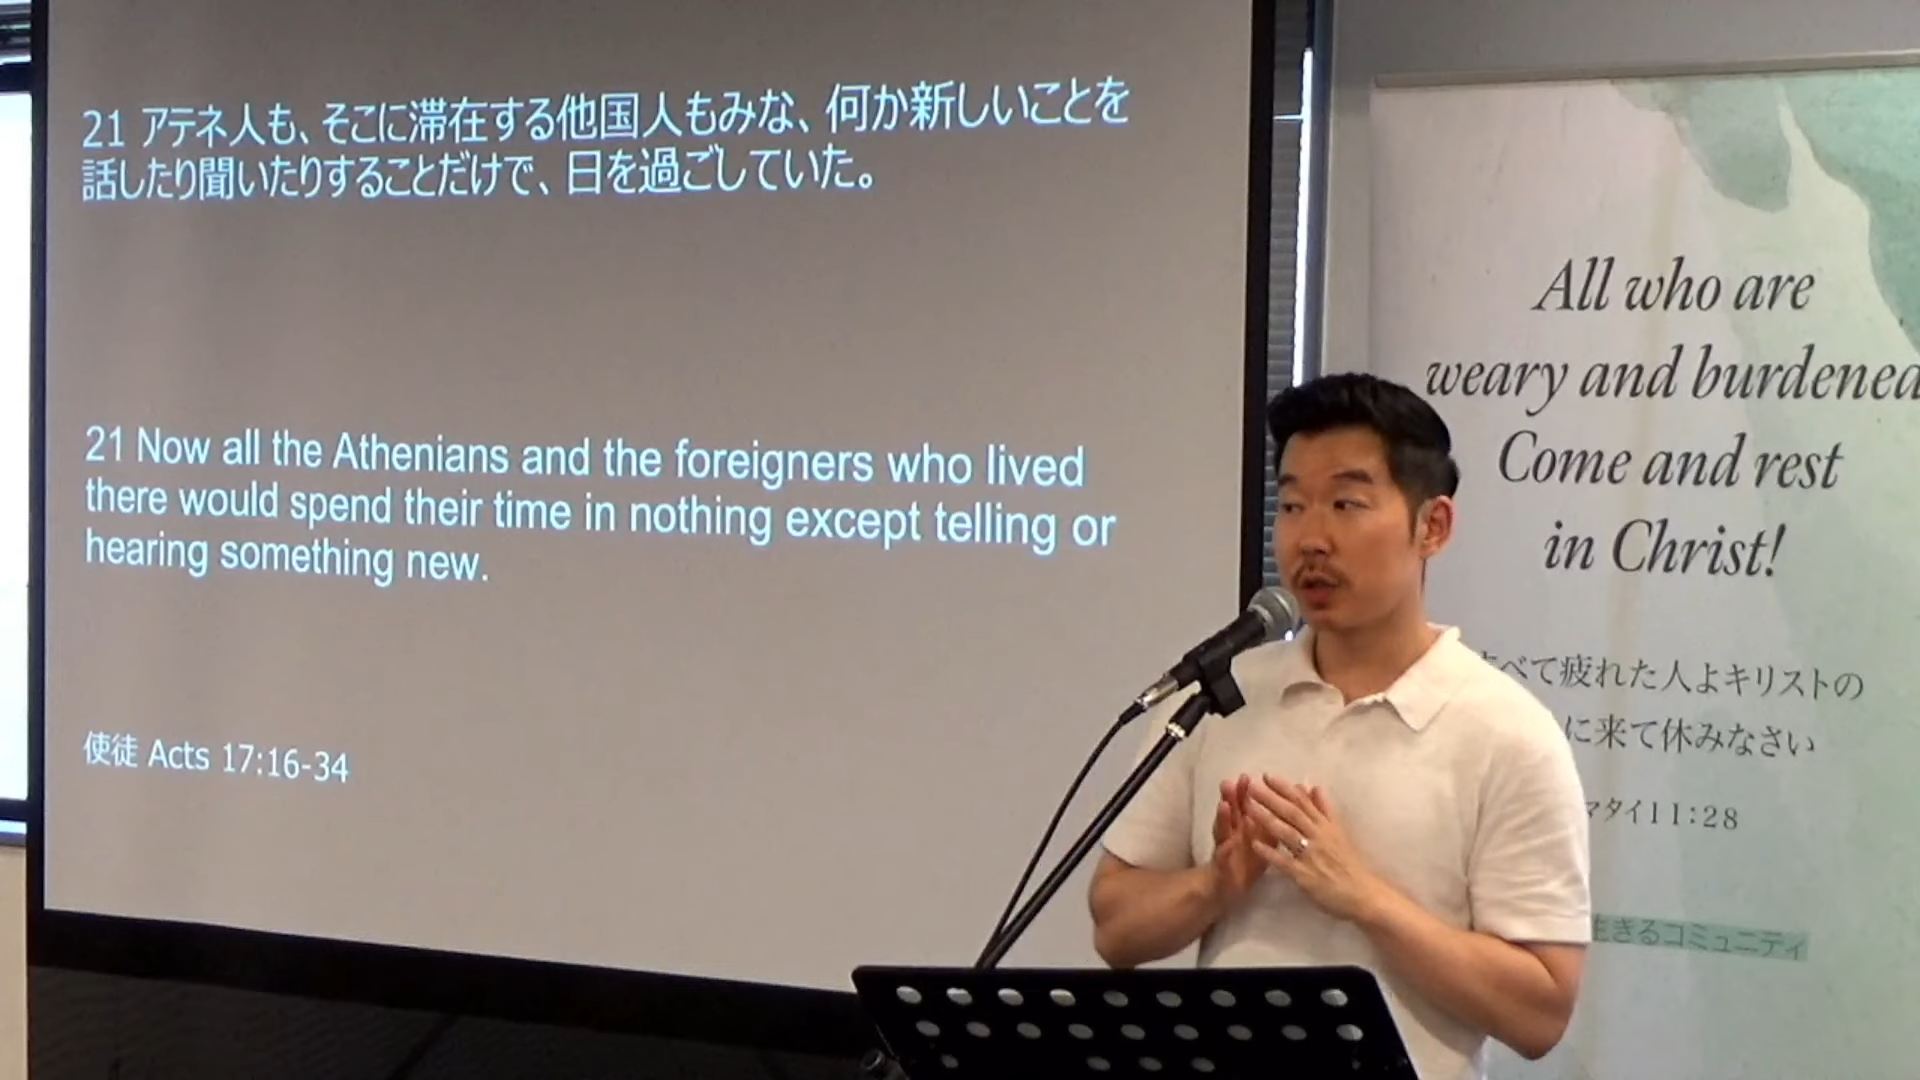 21 アテネ人も、そこに滞在する他国人もみな、何か新しいことを
話したり聞いたりすることだけで、日を過ごしていた。
21 Now all the Athenians and the foreigners who lived
there would spend their time in nothing except telling or
hearing something new.
使徒 Acts 17:16-34
All who are
weary and burdened
Come and rest
in Christ!
べて疲れた人よキリストの
に来て休みなさい
マタイ11:28
生きるコミュニティ